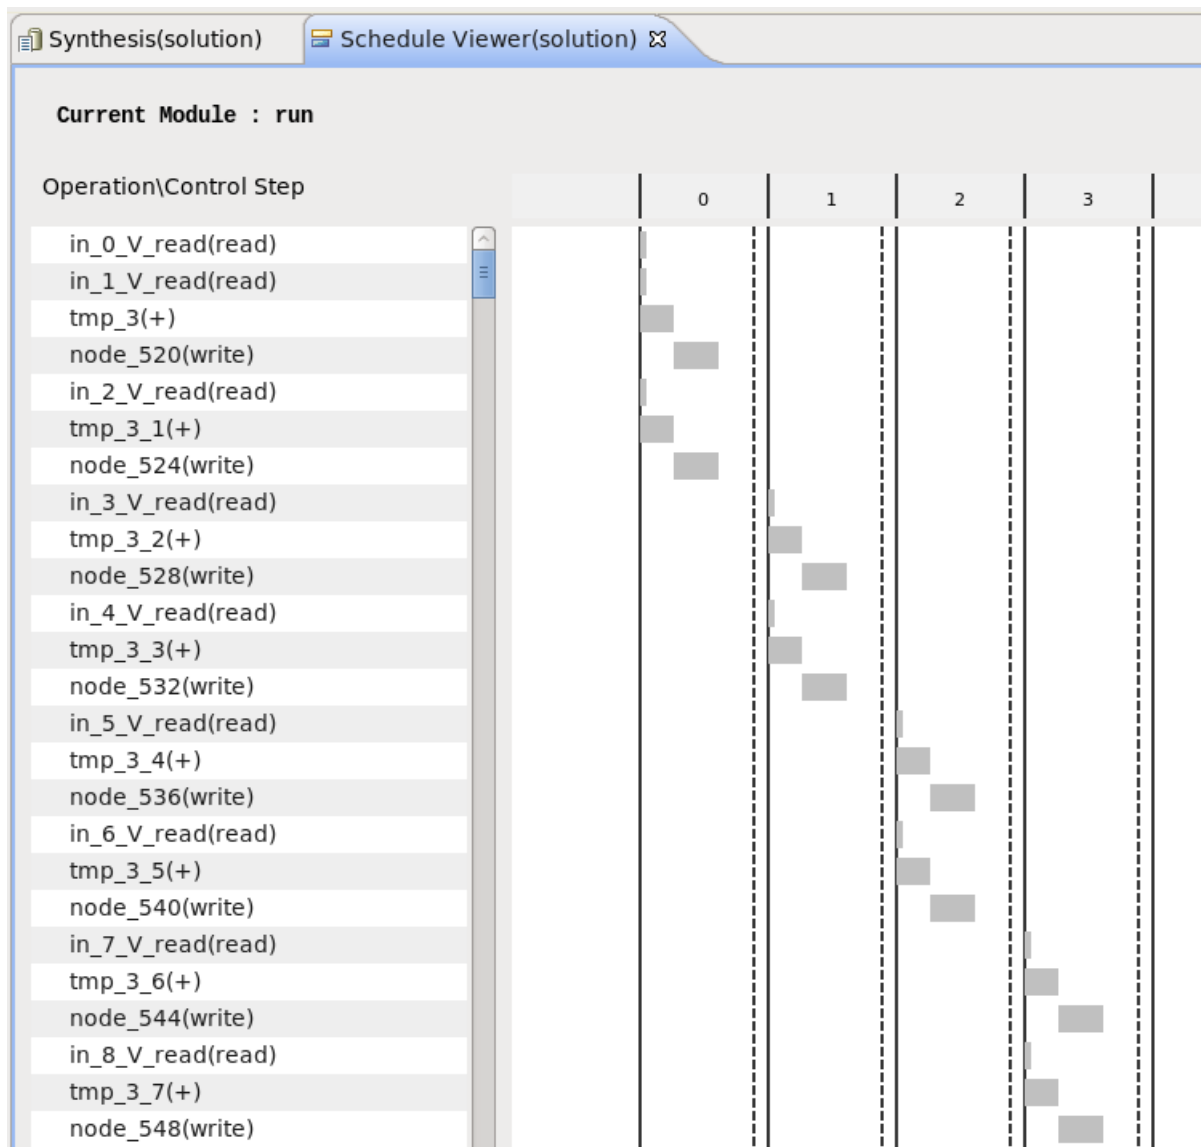 Synthesis(solution) Schedule Viewer(solution)
Current Module : run
Operation\Control Step 0 1 2 3
in_0_V_read(read)
in_1_V_read(read)
tmp_3(+)
node_520(write)
in_2_V_read(read)
tmp_3_1(+)
node_524(write)
in_3_V_read(read)
tmp_3_2(+)
node_528(write)
in_4_V_read(read)
tmp_3_3(+)
node_532(write)
in_5_V_read(read)
tmp_3_4(+)
node_536(write)
in_6_V_read(read)
tmp_3_5(+)
node_540(write)
in_7_V_read(read)
tmp_3_6(+)
node_544(write)
in_8_V_read(read)
tmp_3_7(+)
node_548(write)